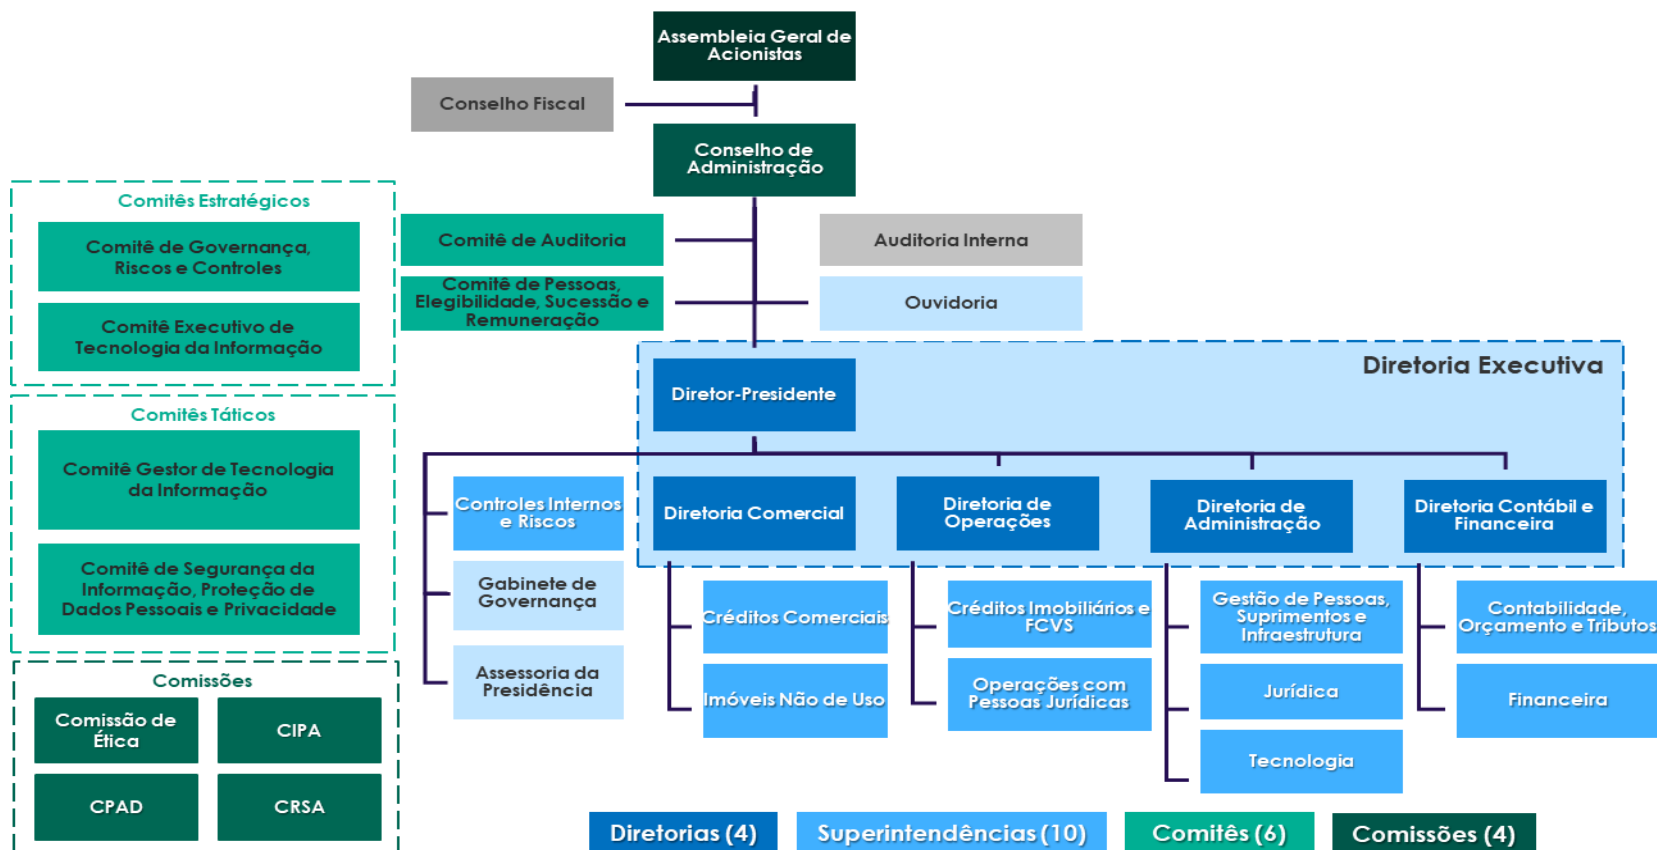 Assembleia Geral de
Acionistas
Conselho Fiscal
Conselho de
Administração
Comitês Estratégicos
Comitê de Governança,
Riscos e Controles
Comitê Executivo de
Tecnologia da Informação
Comitê de Auditoria
Auditoria Interna
Comitê de Pessoas,
Elegibilidade, Sucessão e
Remuneração
Ouvidoria
Diretoria Executiva
Diretor-Presidente
Comitês Táticos
Comitê Gestor de Tecnologia
da Informação
Comitê de Segurança da
Informação, Proteção de
Dados Pessoais e Privacidade
Controles Internos
e Riscos
Gabinete de
Governança
Assessoria da
Presidência
Diretoria Comercial
Diretoria de
Operações
Diretoria de
Administração
Diretoria Contábil e
Financeira
Créditos Comerciais
Imóveis Não de Uso
Créditos Imobiliários e
FCVS
Operações com
Pessoas Jurídicas
Gestão de Pessoas,
Suprimentos e
Infraestrutura
Jurídica
Tecnologia
Contabilidade,
Orçamento e Tributos
Financeira
Comissões
Comissão de
Ética
CIPA
CPAD
CRSA
Diretorias (4)
Superintendências (10)
Comitês (6)
Comissões (4)